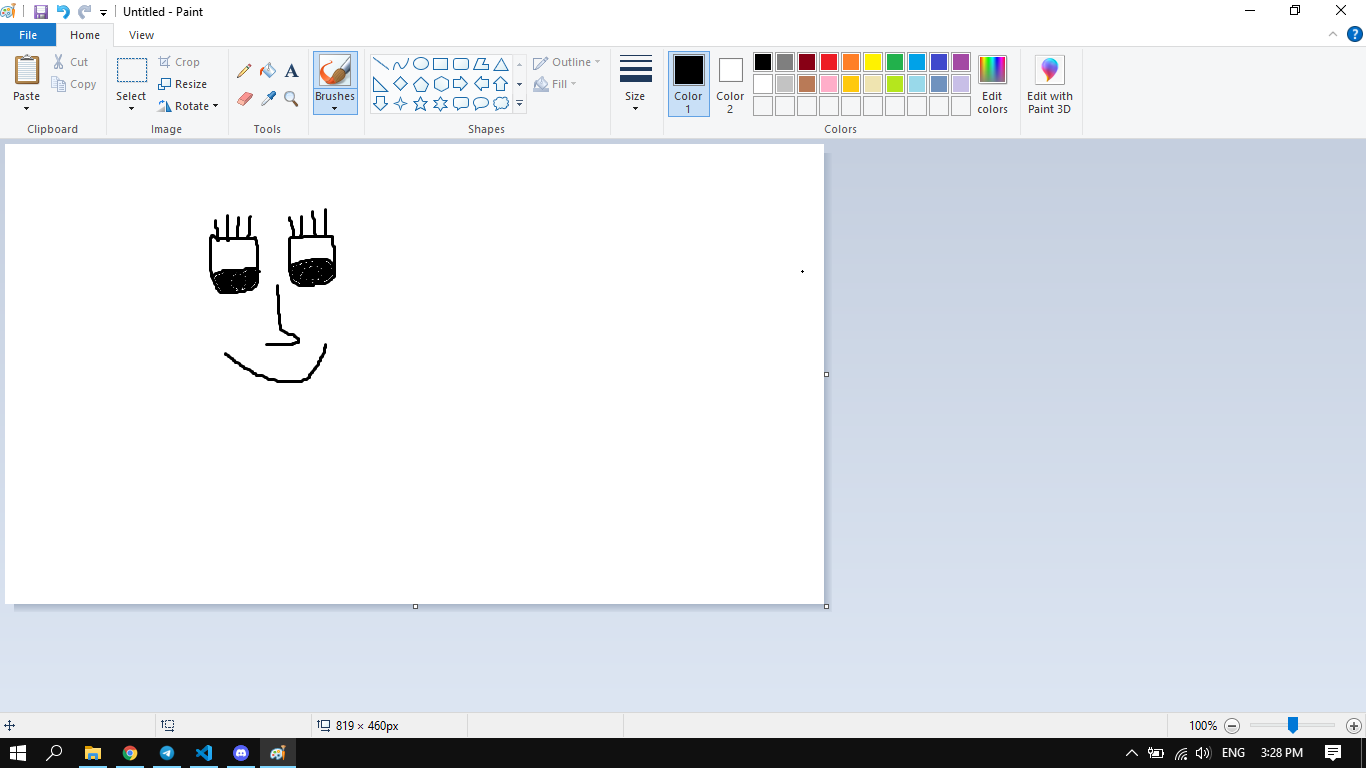 Untitled - Paint
File Home View
Paste Cut Copy Select Crop Resize Rotate A Brushes Outline Fill Size Color 1 Color 2 Edit colors Edit with Paint 3D
Clipboard Image Tools Shapes Colors
819 × 460px 100%
ENG 3:28 PM